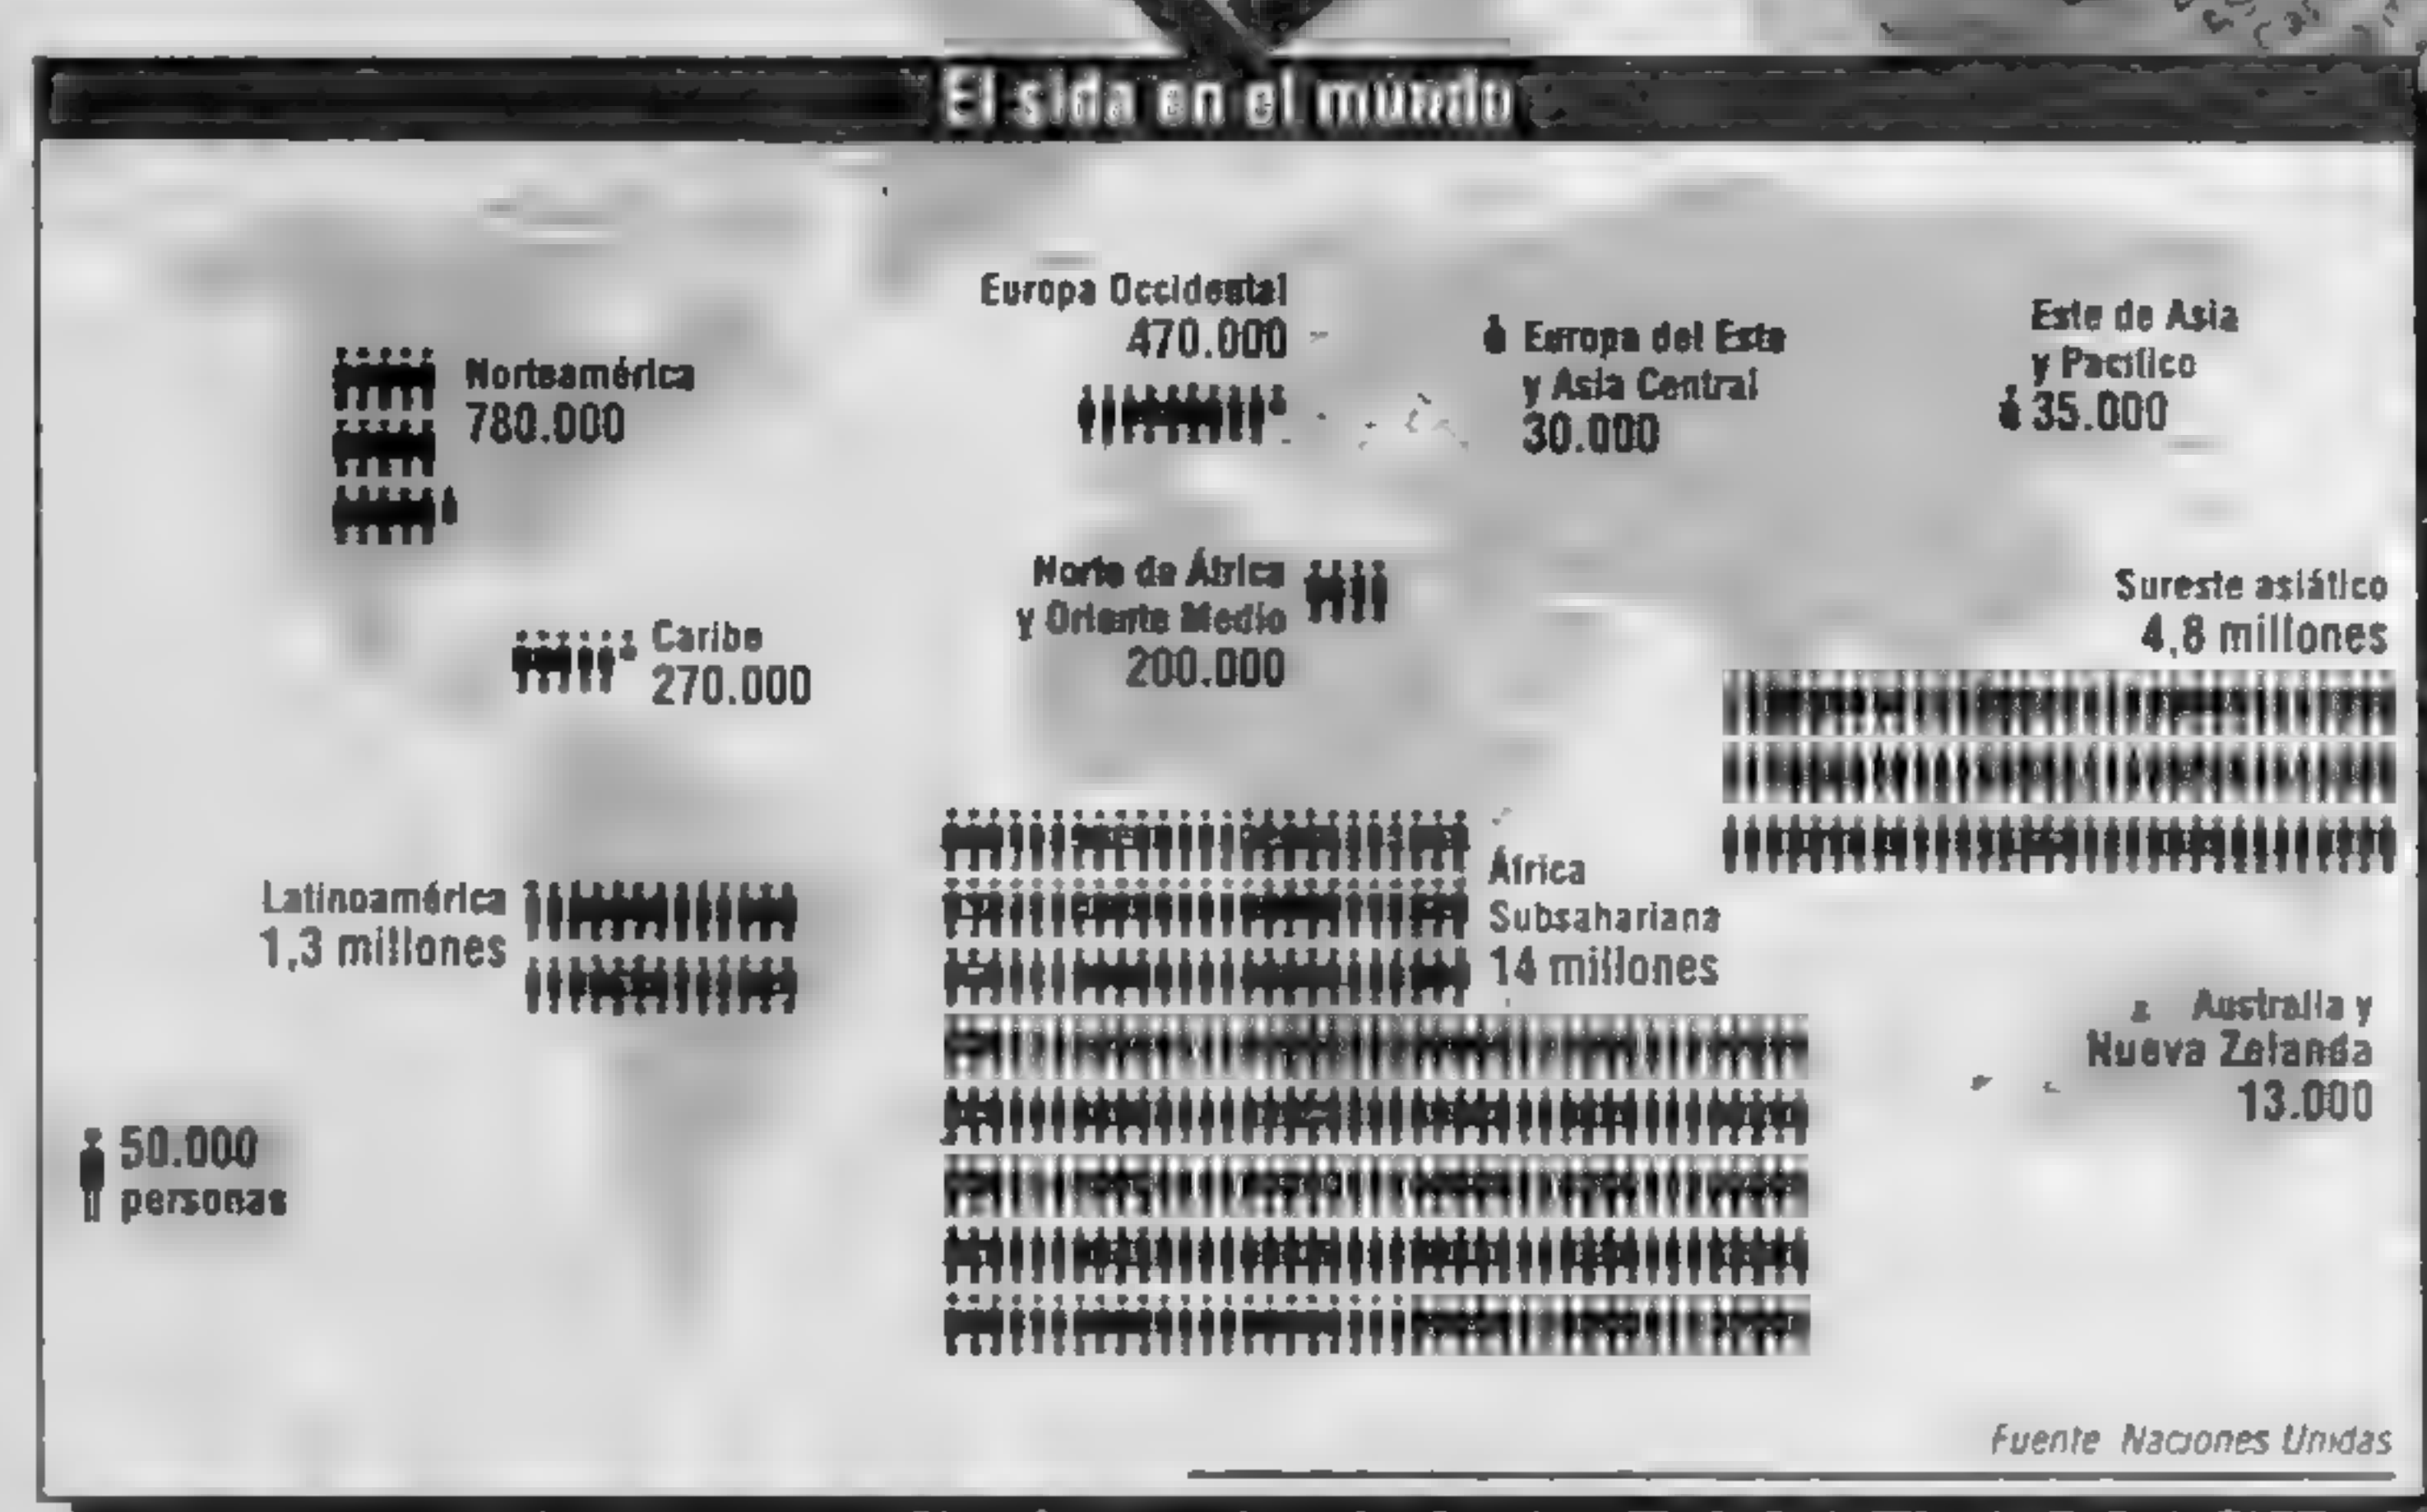 El sida en el mundo
Europa Occidental
470.000
Europa del Este
y Asia Central
30.000
Este de Asia
y Pacífico
35.000
Norteamérica
780.000
Norte de África
y Oriente Medio
200.000
Sureste asiático
4,8 millones
Caribe
270.000
África
Subsahariana
14 millones
Latinoamérica
1,3 millones
Australia y
Nueva Zelanda
13.000
50.000
personas
Fuente Naciones Unidas